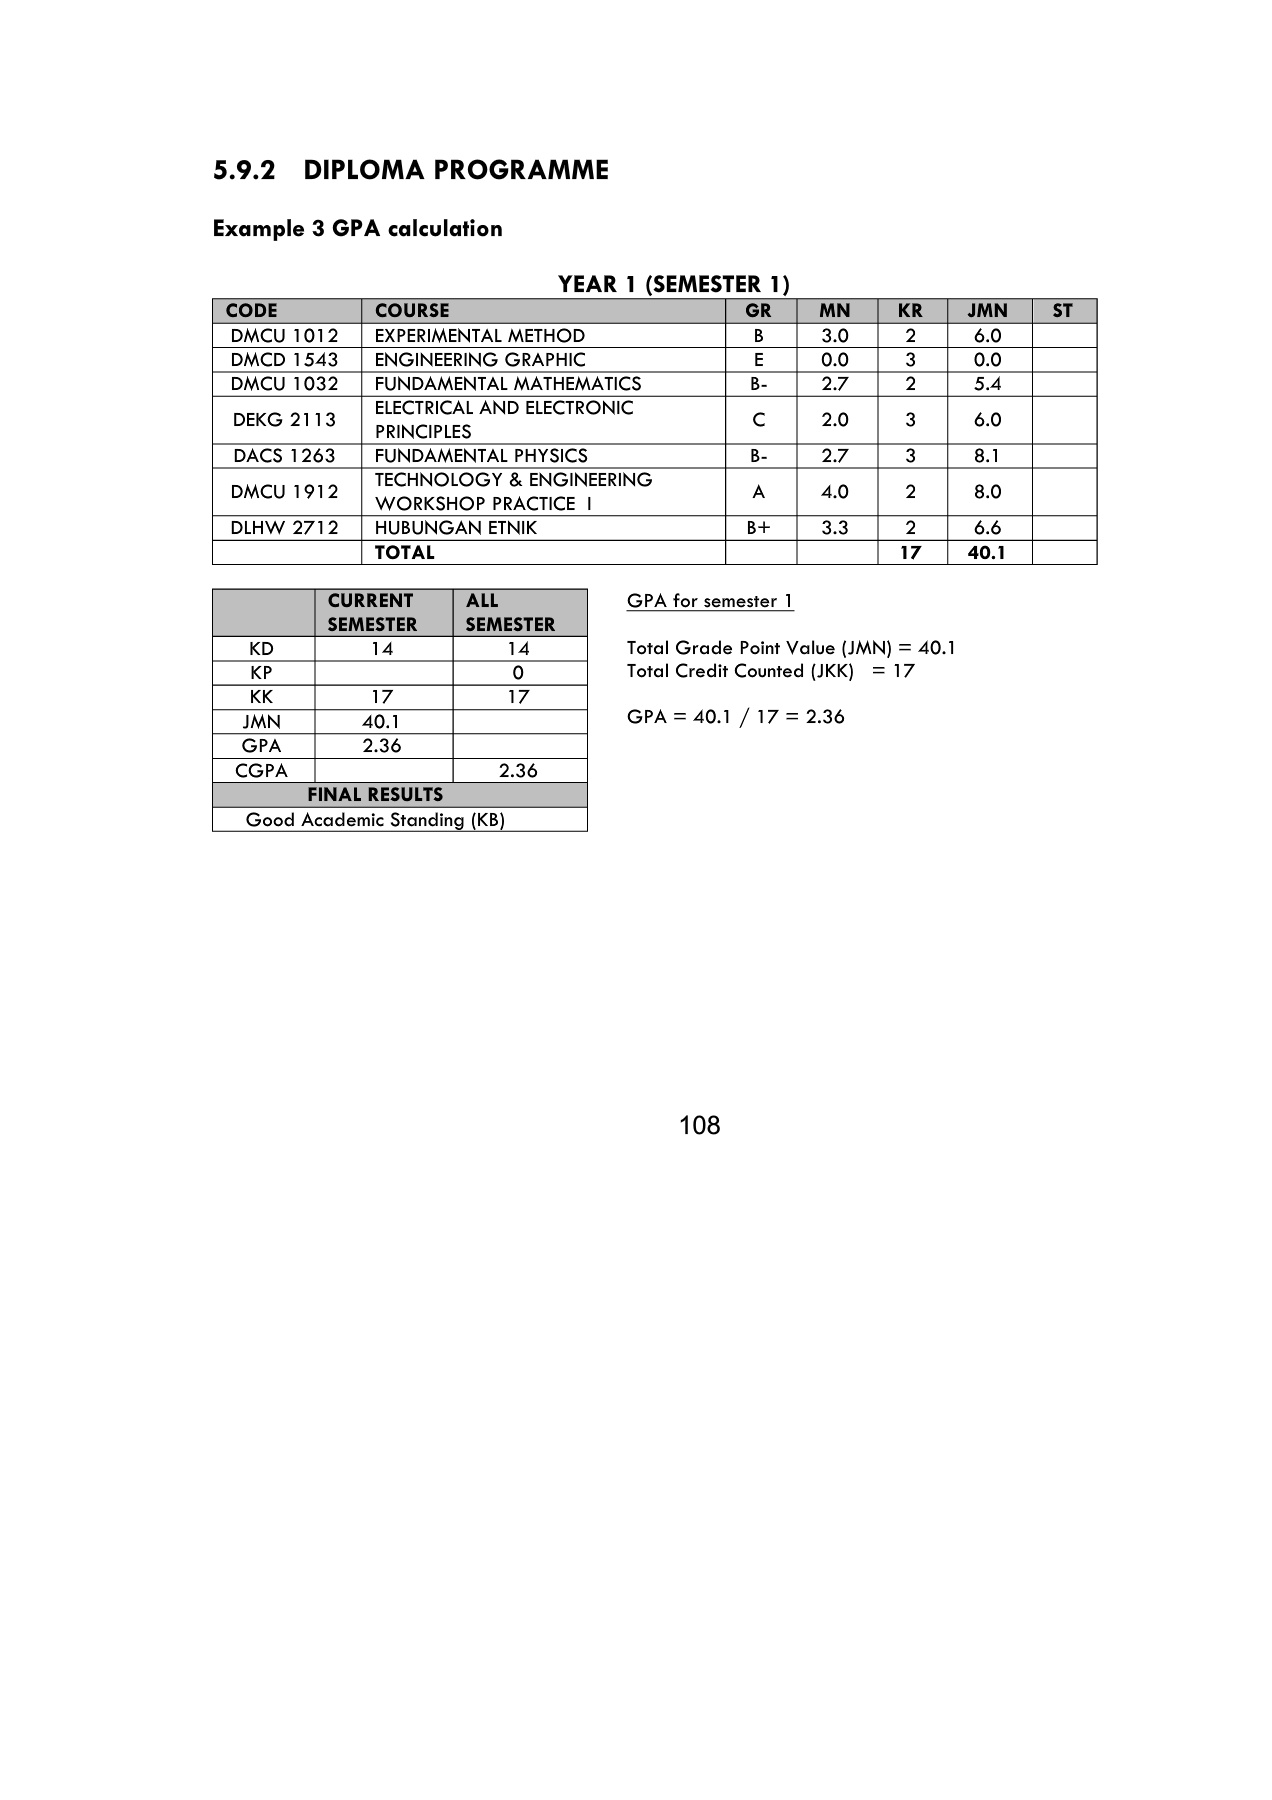 5.9.2 DIPLOMA PROGRAMME
Example 3 GPA calculation
YEAR 1 (SEMESTER 1)
CODE COURSE GR MN KR JMN ST
DMCU 1012 EXPERIMENTAL METHOD B 3.0 2 6.0
DMCD 1543 ENGINEERING GRAPHIC E 0.0 3 0.0
DMCU 1032 FUNDAMENTAL MATHEMATICS B- 2.7 2 5.4
DEKG 2113 ELECTRICAL AND ELECTRONIC
PRINCIPLES C 2.0 3 6.0
DACS 1263 FUNDAMENTAL PHYSICS B- 2.7 3 8.1
DMCU 1912 TECHNOLOGY & ENGINEERING
WORKSHOP PRACTICE I A 4.0 2 8.0
DLHW 2712 HUBUNGAN ETNIK B+ 3.3 2 6.6
TOTAL 17 40.1
CURRENT
SEMESTER
ALL
SEMESTER
KD 14 14
KP 0
KK 17 17
JMN 40.1
GPA 2.36
CGPA 2.36
FINAL RESULTS
Good Academic Standing (KB)
GPA for semester 1
Total Grade Point Value (JMN) = 40.1
Total Credit Counted (JKK) = 17
GPA = 40.1 / 17 = 2.36
108